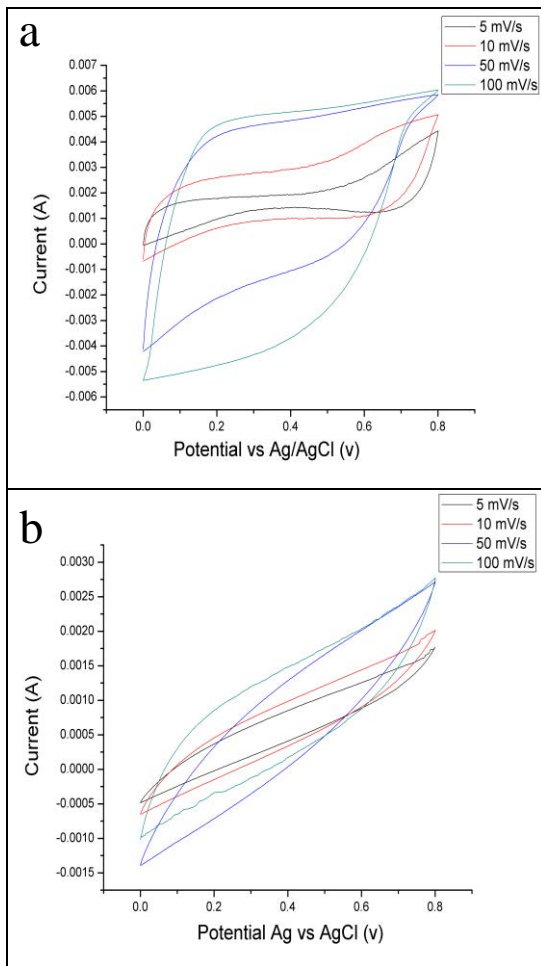 a
5 mV/s
10 mV/s
50 mV/s
100 mV/s
0.007
0.006
0.005
0.004
0.003
0.002
0.001
0.000
-0.001
-0.002
-0.003
-0.004
-0.005
-0.006
Current (A)
0.0 0.2 0.4 0.6 0.8
Potential vs Ag/AgCl (v)
b
5 mV/s
10 mV/s
50 mV/s
100 mV/s
0.0030
0.0025
0.0020
0.0015
0.0010
0.0005
0.0000
-0.0005
-0.0010
-0.0015
Current (A)
0.0 0.2 0.4 0.6 0.8
Potential Ag vs AgCl (v)